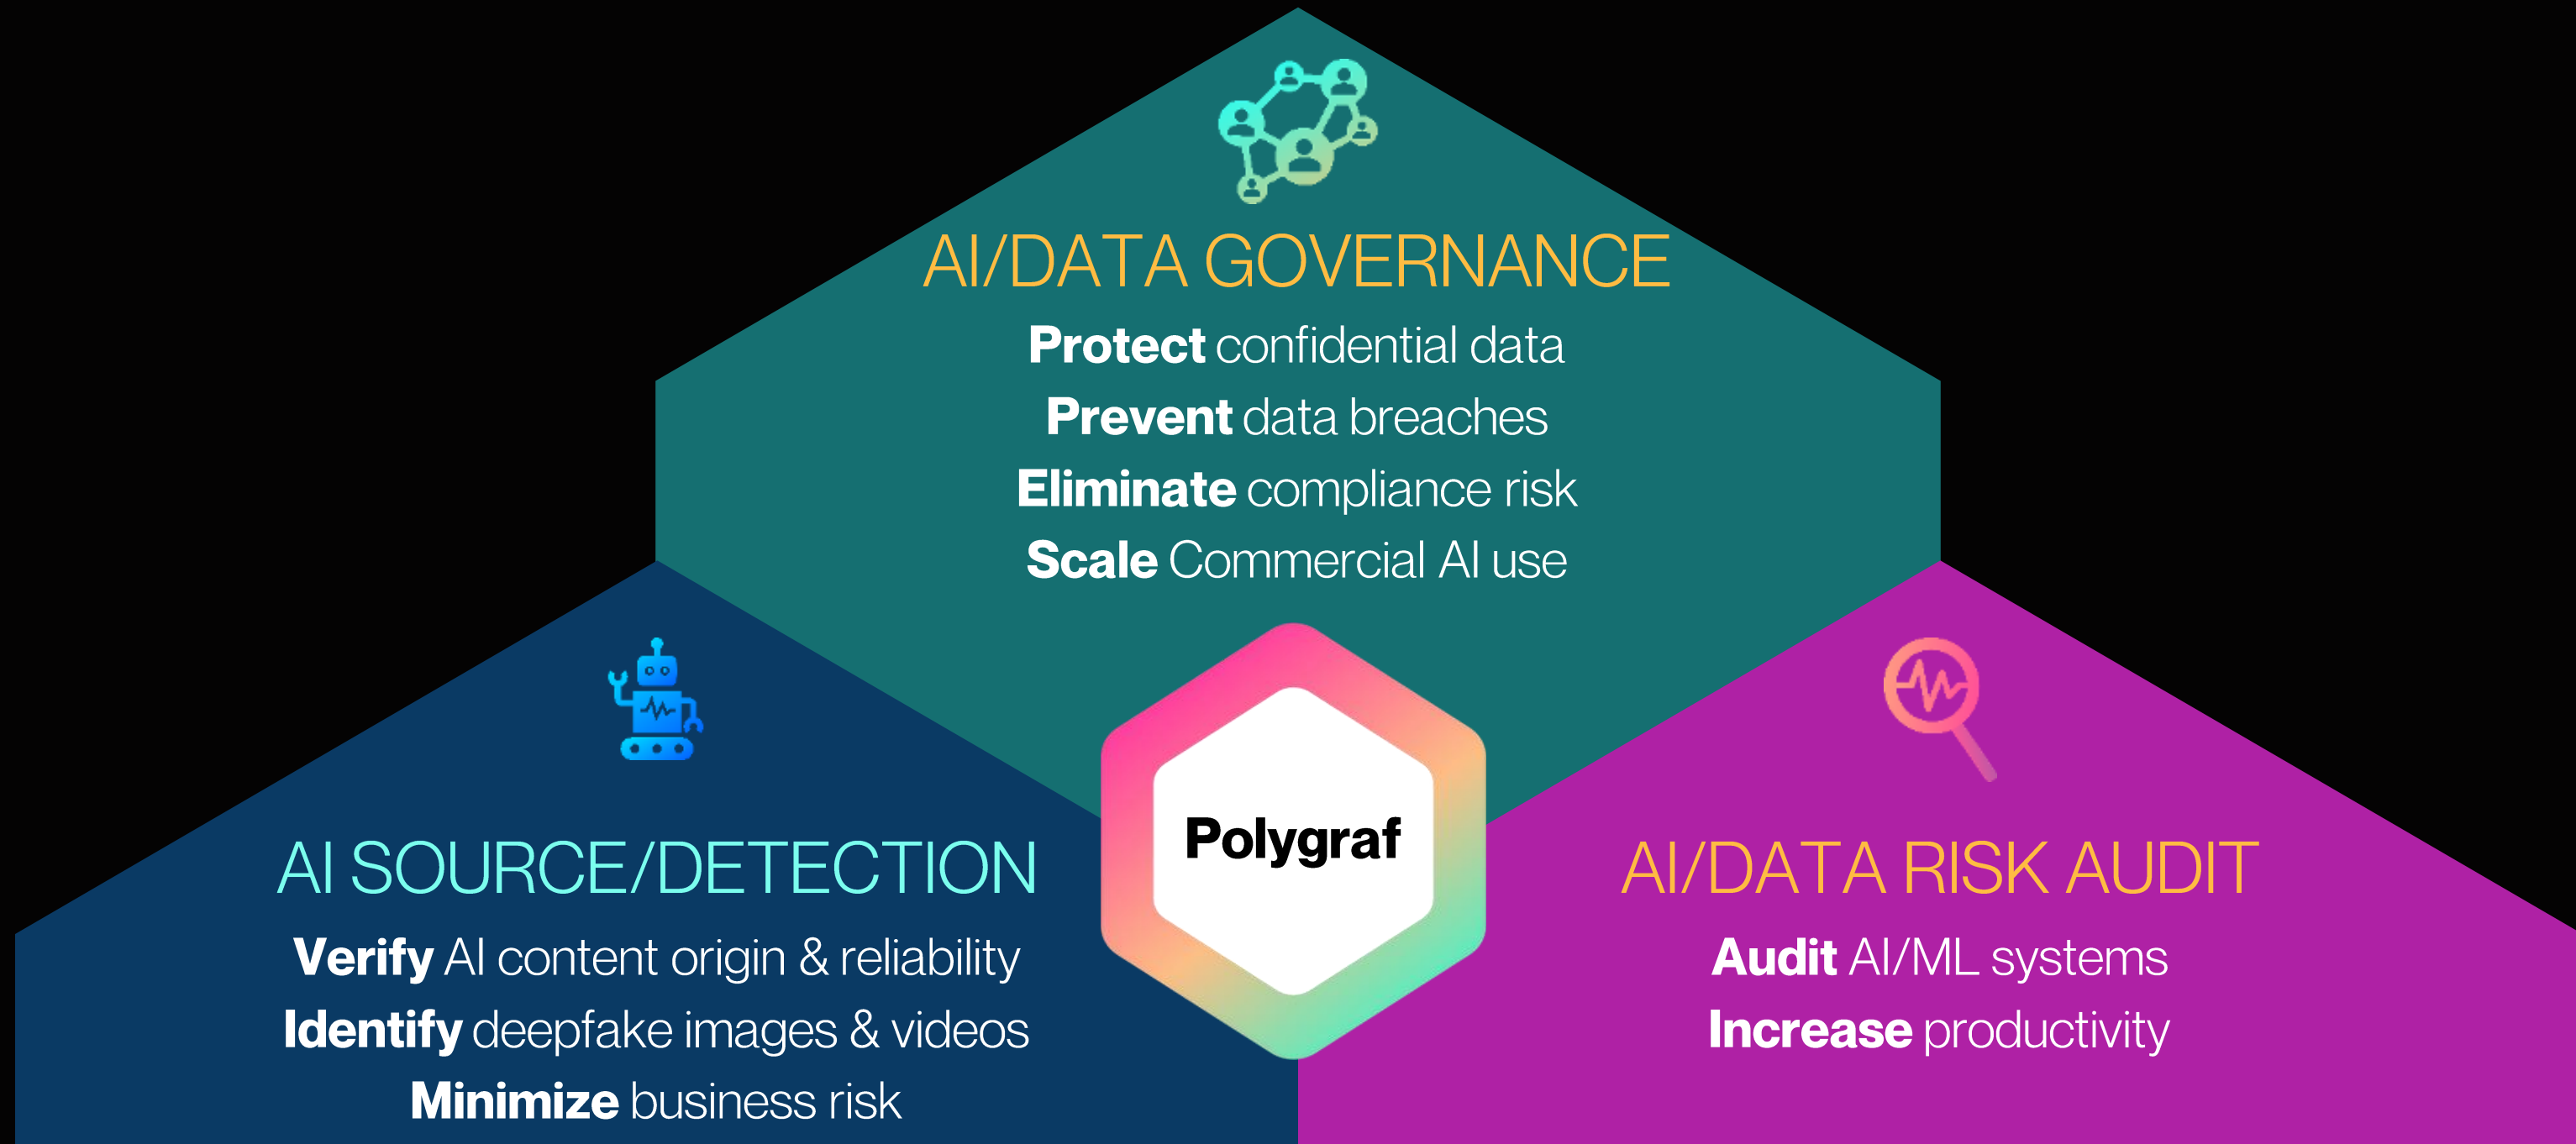 AI/DATA GOVERNANCE
Protect confidential data
Prevent data breaches
Eliminate compliance risk
Scale Commercial AI use
Polygraf
AI SOURCE/DETECTION
Verify AI content origin & reliability
Identify deepfake images & videos
Minimize business risk
AI/DATA RISK AUDIT
Audit AI/ML systems
Increase productivity